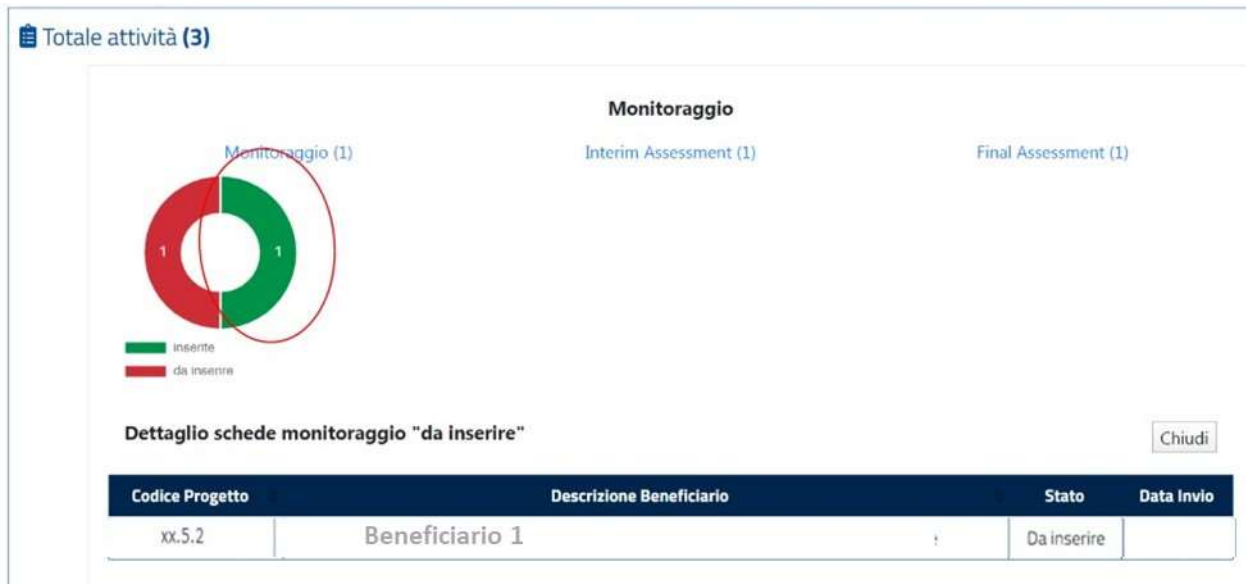 Totale attività (3)
Monitoraggio
Monitoraggio (1) Interim Assessment (1) Final Assessment (1)
1 1
inserite
da inserire
Dettaglio schede monitoraggio "da inserire"
Chiudi
Codice Progetto Descrizione Beneficiario Stato Data Invio
xx.5.2 Beneficiario 1 Da inserire